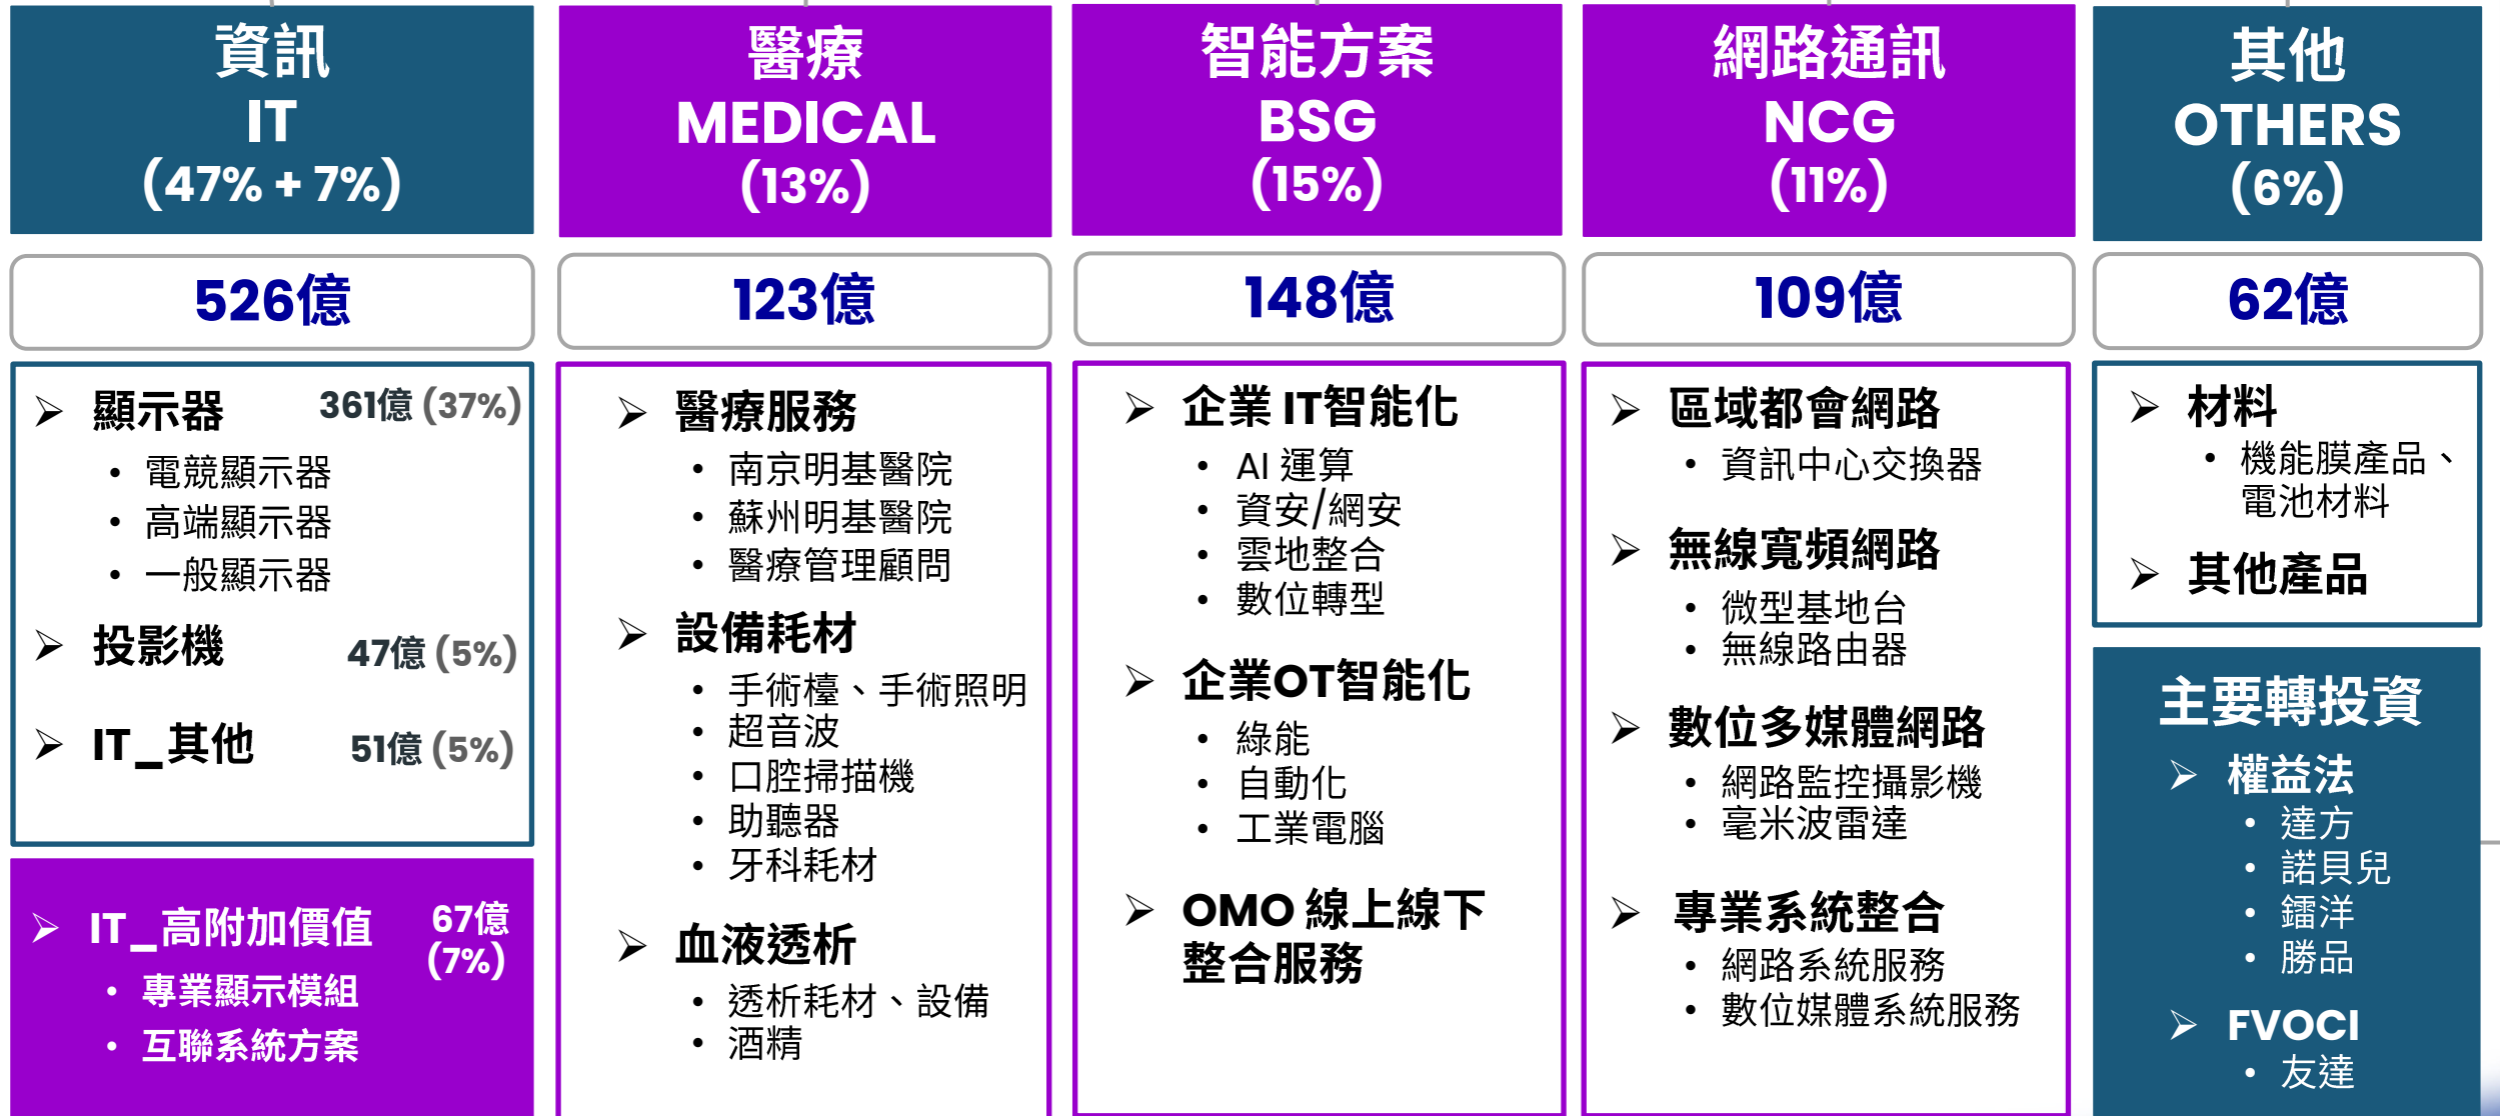 資訊
IT
(47% + 7%)
526億
➢ 顯示器 361億 (37%)
• 電競顯示器
• 高端顯示器
• 一般顯示器
➢ 投影機 47億 (5%)
➢ IT_其他 51億 (5%)
➢ IT_高附加價值 67億
(7%)
• 專業顯示模組
• 互聯系統方案
醫療
MEDICAL
(13%)
123億
➢ 醫療服務
• 南京明基醫院
• 蘇州明基醫院
• 醫療管理顧問
➢ 設備耗材
• 手術檯、手術照明
• 超音波
• 口腔掃描機
• 助聽器
• 牙科耗材
➢ 血液透析
• 透析耗材、設備
• 酒精
智能方案
BSG
(15%)
148億
➢ 企業 IT智能化
• AI 運算
• 資安/網安
• 雲地整合
• 數位轉型
➢ 企業OT智能化
• 綠能
• 自動化
• 工業電腦
➢ OMO 線上線下
整合服務
網路通訊
NCG
(11%)
109億
➢ 區域都會網路
• 資訊中心交換器
➢ 無線寬頻網路
• 微型基地台
• 無線路由器
➢ 數位多媒體網路
• 網路監控攝影機
• 毫米波雷達
➢ 專業系統整合
• 網路系統服務
• 數位媒體系統服務
其他
OTHERS
(6%)
62億
➢ 材料
• 機能膜產品、
電池材料
➢ 其他產品
主要轉投資
➢ 權益法
• 達方
• 諾貝兒
• 鐳洋
• 勝品
➢ FVOCI
• 友達